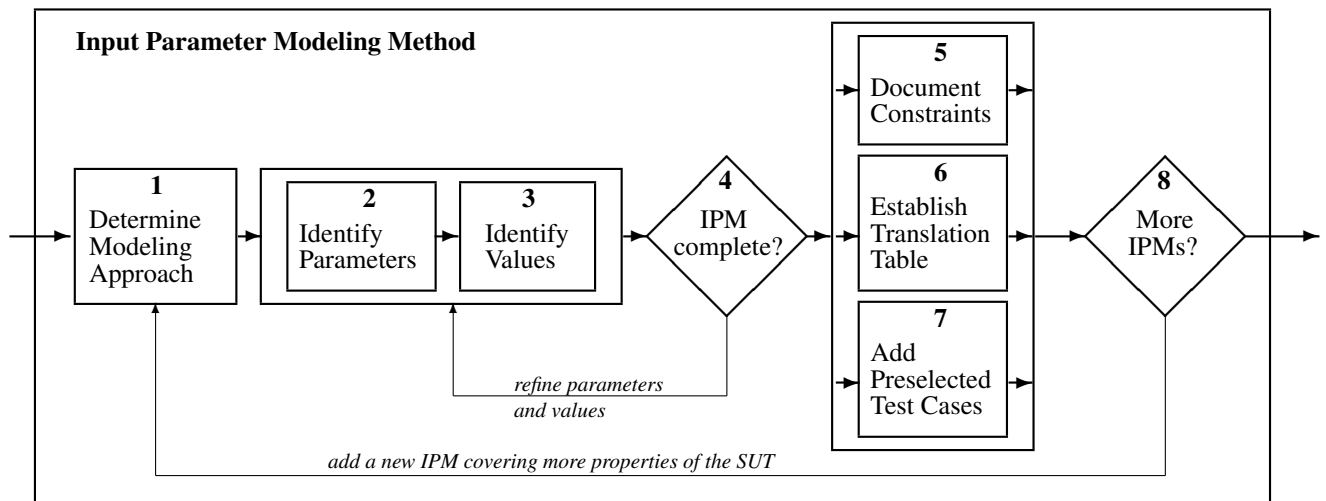 Input Parameter Modeling Method
1
Determine
Modeling
Approach
2
Identify
Parameters
3
Identify
Values
4
IPM
complete?
5
Document
Constraints
6
Establish
Translation
Table
7
Add
Preselected
Test Cases
8
More
IPMs?
refine parameters
and values
add a new IPM covering more properties of the SUT